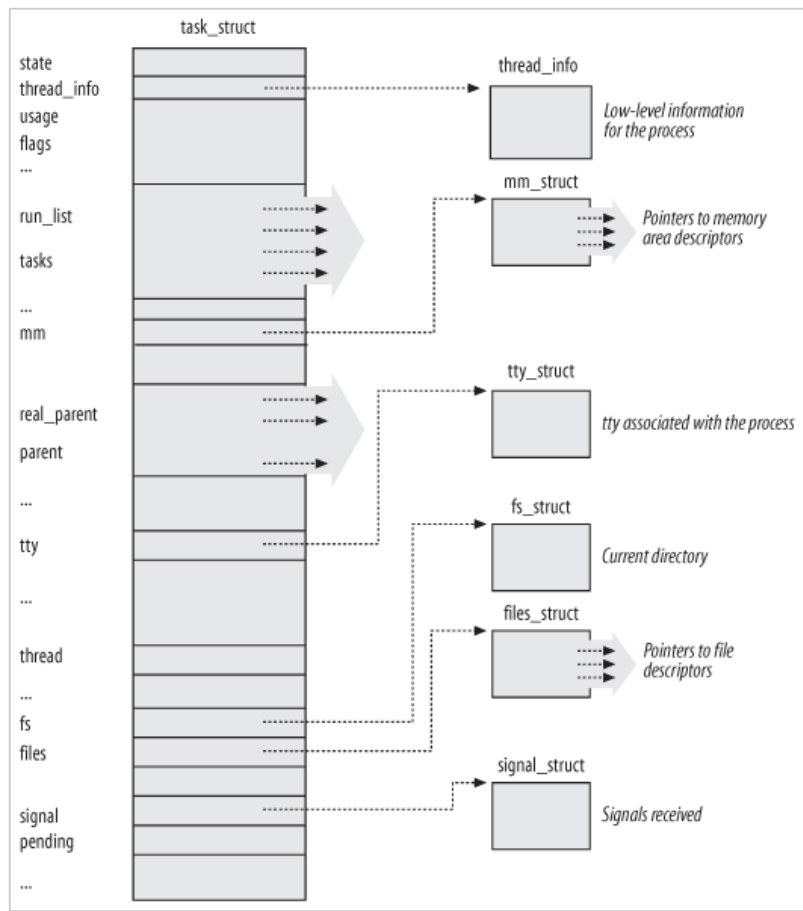 task_struct
state
thread_info
usage
flags
...
run_list
tasks
...
mm
real_parent
parent
...
tty
...
thread
...
fs
files
signal
pending
...
thread_info
Low-level information
for the process
mm_struct
Pointers to memory
area descriptors
tty_struct
tty associated with the process
fs_struct
Current directory
files_struct
Pointers to file
descriptors
signal_struct
Signals received